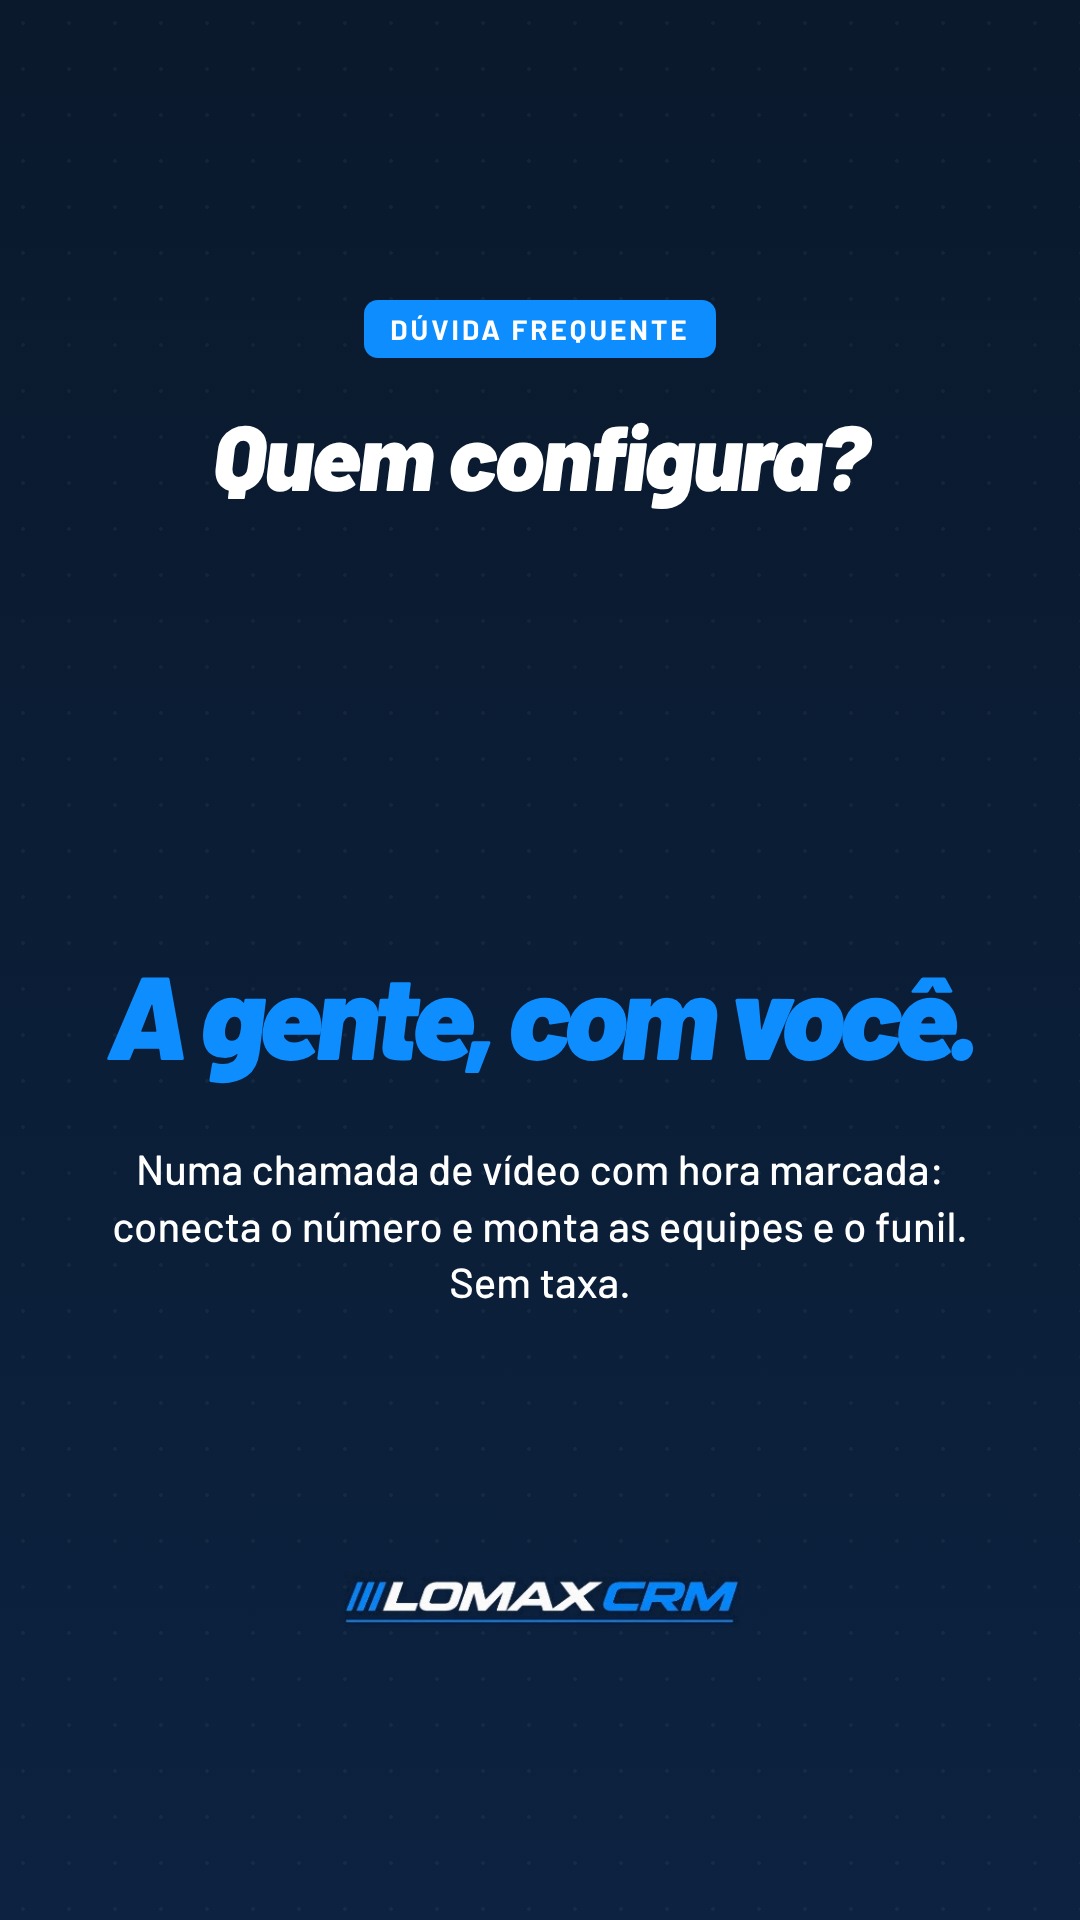 DÚVIDA FREQUENTE
Quem configura?
A gente, com você.
Numa chamada de vídeo com hora marcada:
conecta o número e monta as equipes e o funil.
Sem taxa.
LOMAX CRM